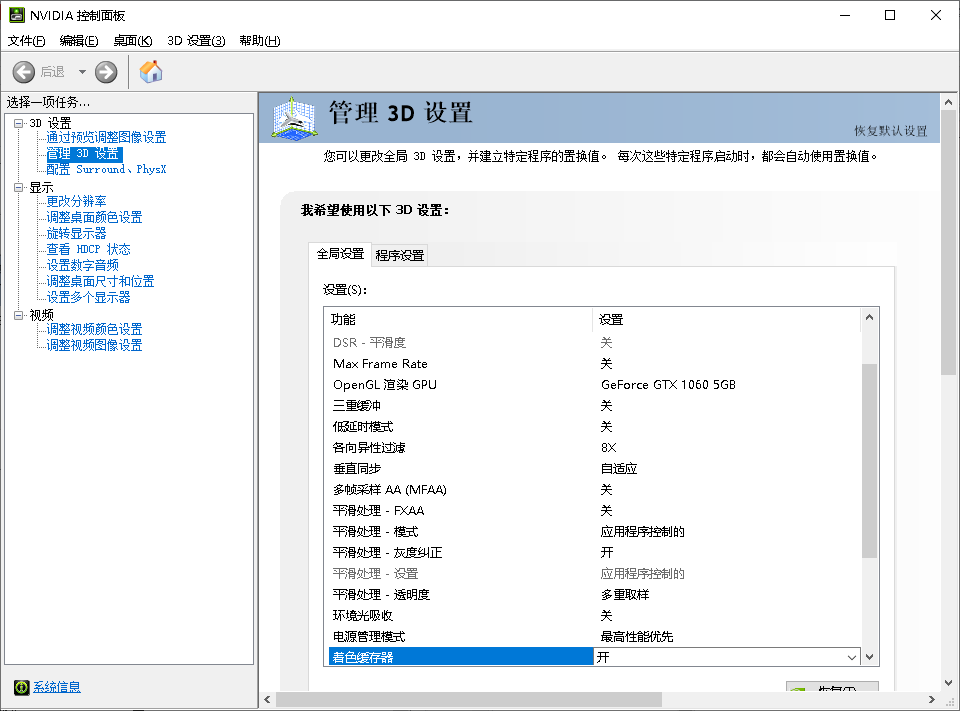 NVIDIA 控制面板
文件(F) 编辑(E) 桌面(K) 3D 设置(3) 帮助(H)
后退
选择一项任务...
3D 设置
通过预览调整图像设置
管理 3D 设置
配置 Surround、PhysX
显示
更改分辨率
调整桌面颜色设置
旋转显示器
查看 HDCP 状态
设置数字音频
调整桌面尺寸和位置
设置多个显示器
视频
调整视频颜色设置
调整视频图像设置
系统信息
管理 3D 设置
恢复默认设置
您可以更改全局 3D 设置，并建立特定程序的置换值。 每次这些特定程序启动时，都会自动使用置换值。
我希望使用以下 3D 设置：
全局设置 程序设置
设置(S)：
功能 设置
DSR - 平滑度 关
Max Frame Rate 关
OpenGL 渲染 GPU GeForce GTX 1060 5GB
三重缓冲 关
低延时模式 关
各向异性过滤 8X
垂直同步 自适应
多帧采样 AA (MFAA) 关
平滑处理 - FXAA 关
平滑处理 - 模式 应用程序控制的
平滑处理 - 灰度纠正 开
平滑处理 - 设置 应用程序控制的
平滑处理 - 透明度 多重取样
环境光吸收 关
电源管理模式 最高性能优先
着色缓存器 开
恢复(T)